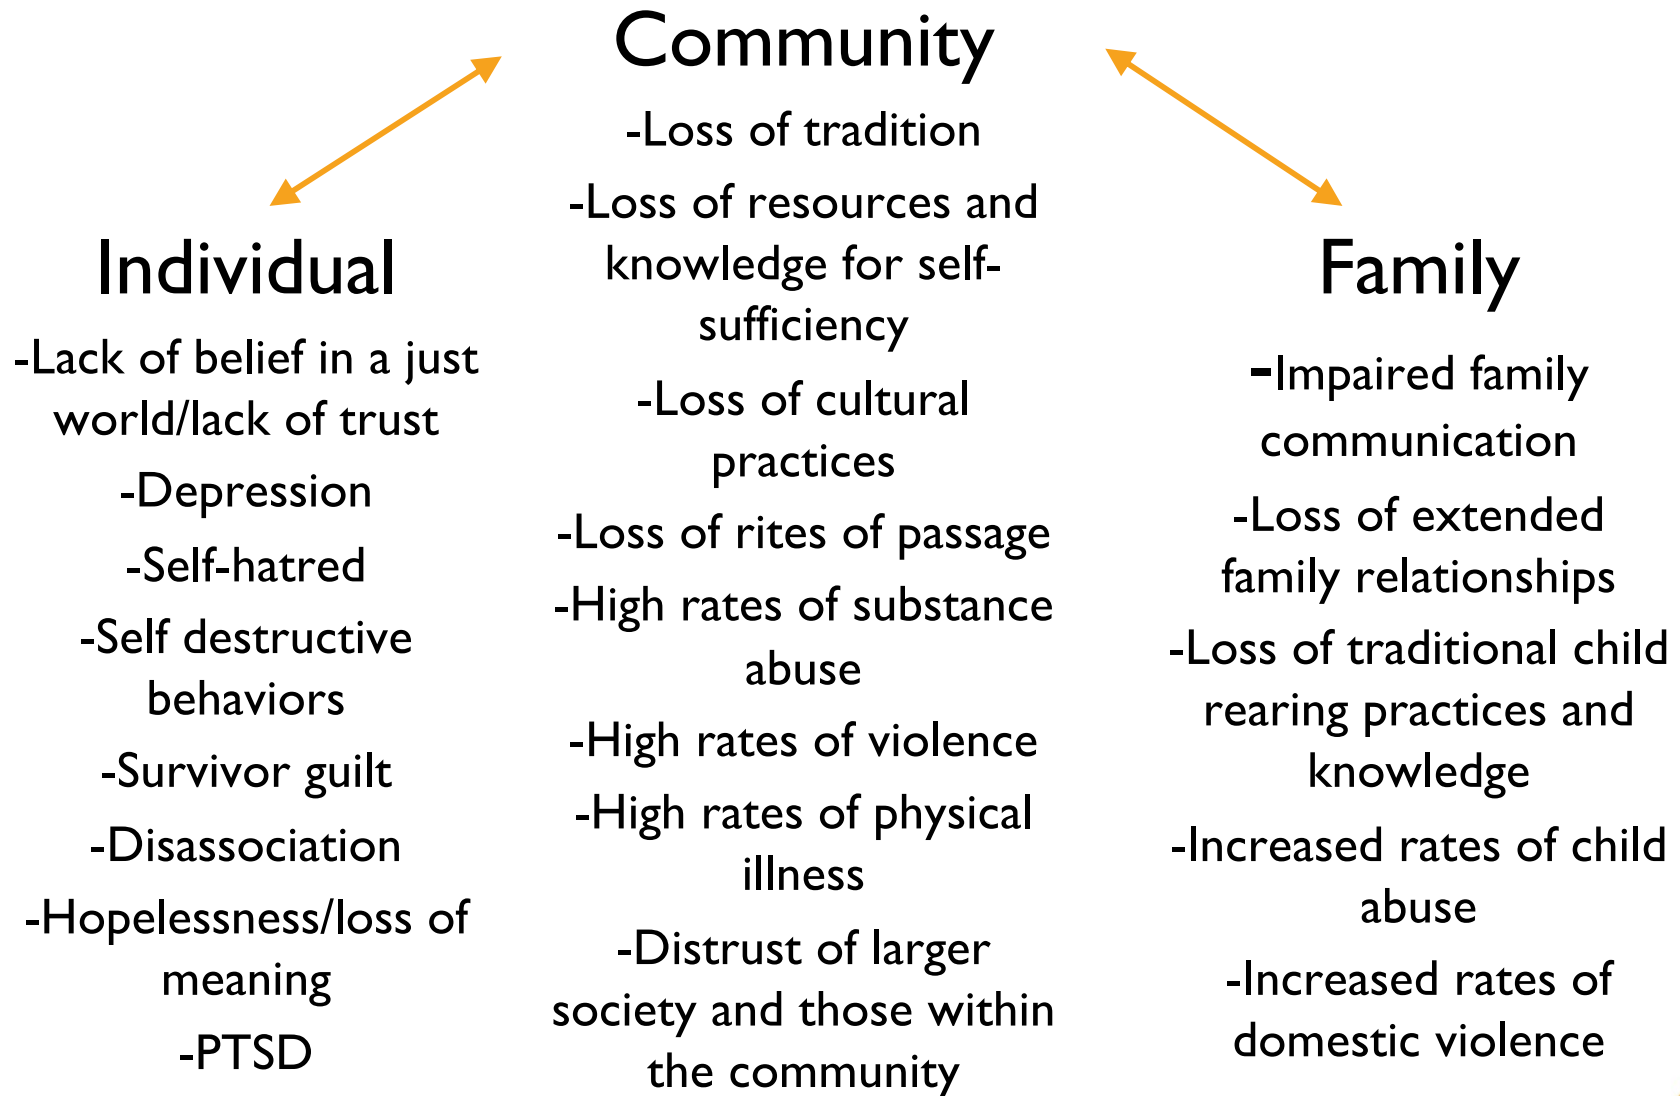 Community
-Loss of tradition
-Loss of resources and
knowledge for self-
sufficiency
-Loss of cultural
practices
-Loss of rites of passage
-High rates of substance
abuse
-High rates of violence
-High rates of physical
illness
-Distrust of larger
society and those within
the community
Individual
-Lack of belief in a just
world/lack of trust
-Depression
-Self-hatred
-Self destructive
behaviors
-Survivor guilt
-Disassociation
-Hopelessness/loss of
meaning
-PTSD
Family
-Impaired family
communication
-Loss of extended
family relationships
-Loss of traditional child
rearing practices and
knowledge
-Increased rates of child
abuse
-Increased rates of
domestic violence